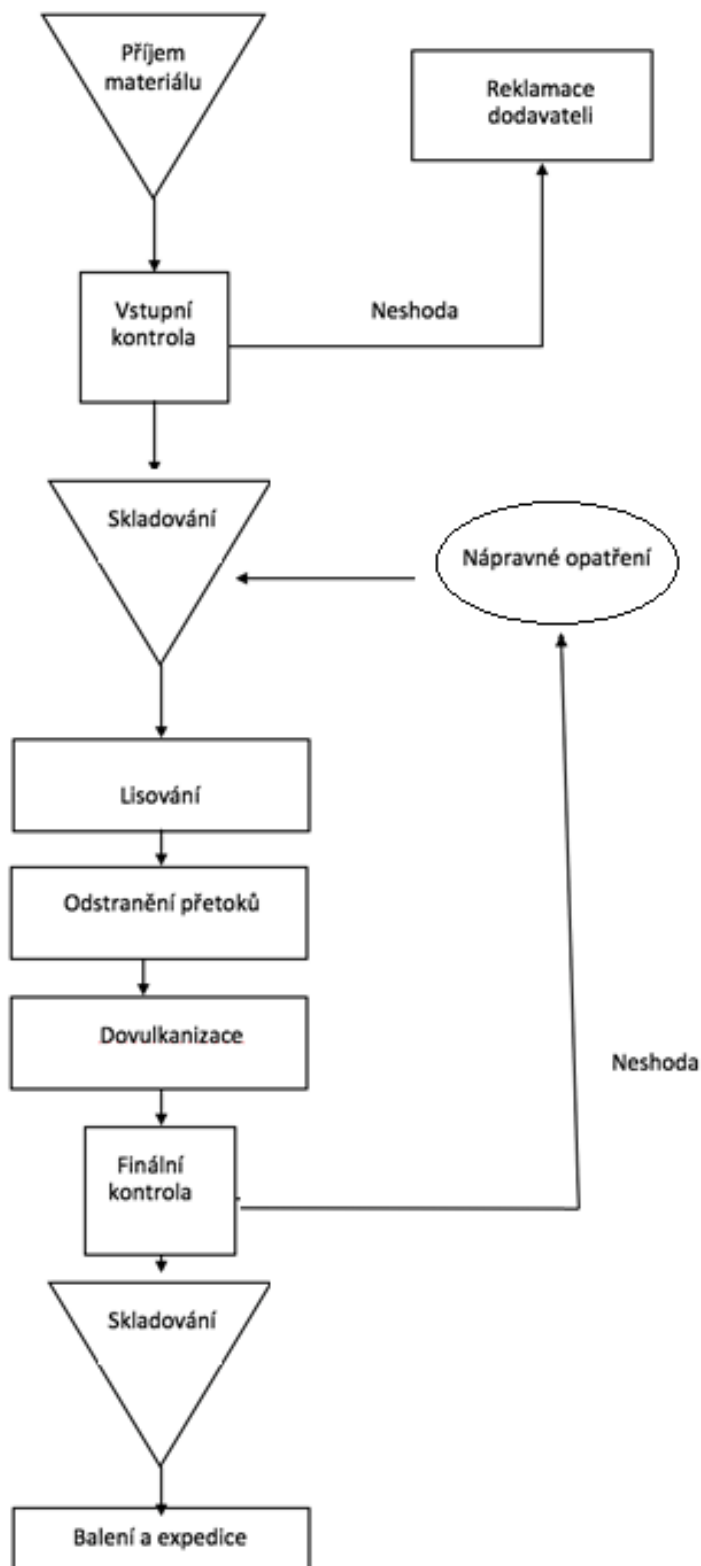 Příjem
materiálu
Reklamace
dodavateli
Vstupní
kontrola
Neshoda
Skladování
Nápravné opatření
Lisování
Odstranění přetoků
Dovulkanizace
Neshoda
Finální
kontrola
Skladování
Balení a expedice